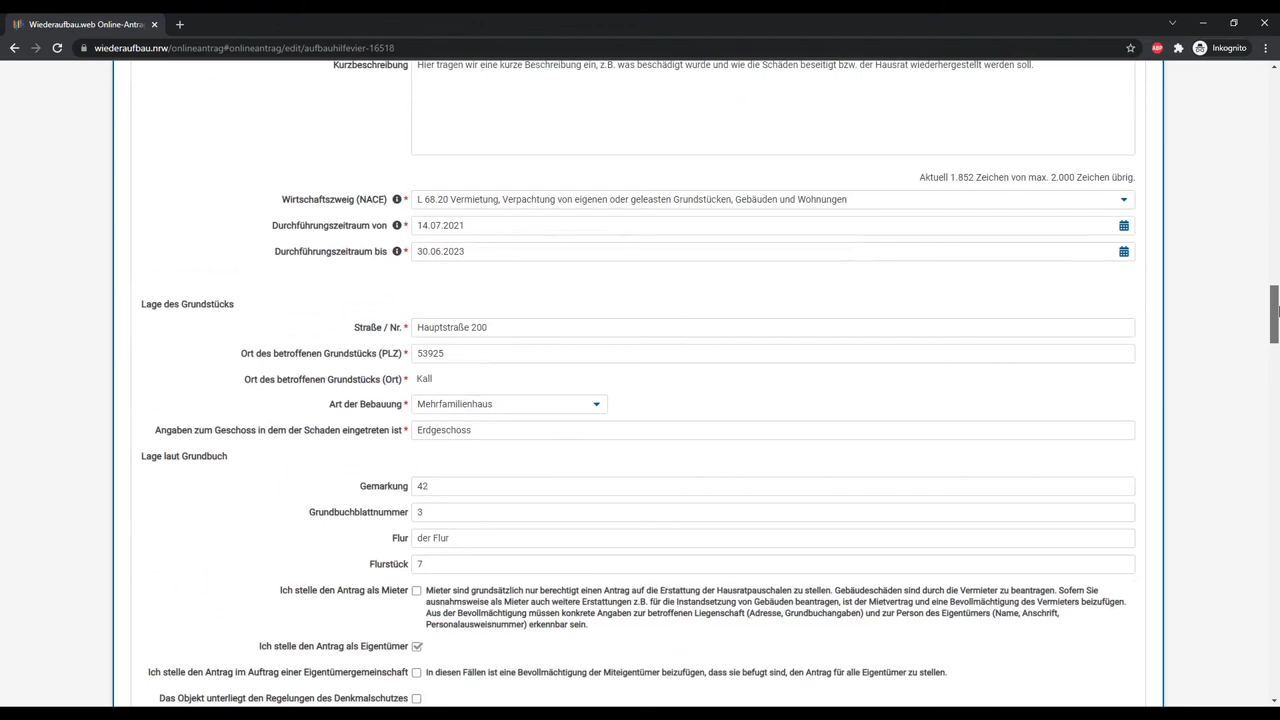 Wiederaufbau.web Online-Antra
wiederaufbau.nrw/onlineantrag#onlineantrag/edit/aufbauhilfevier-16518
ABP
Inkognito
Kurzbeschreibung Hier tragen wir eine kurze Beschreibung ein, z.B. was beschädigt wurde und wie die Schäden beseitigt bzw. der Hausrat wiederhergestellt werden soll.
Aktuell 1.852 Zeichen von max. 2.000 Zeichen übrig.
Wirtschaftszweig (NACE) * L 68.20 Vermietung, Verpachtung von eigenen oder geleasten Grundstücken, Gebäuden und Wohnungen
Durchführungszeitraum von * 14.07.2021
Durchführungszeitraum bis * 30.06.2023
Lage des Grundstücks
Straße / Nr. * Hauptstraße 200
Ort des betroffenen Grundstücks (PLZ) * 53925
Ort des betroffenen Grundstücks (Ort) * Kall
Art der Bebauung * Mehrfamilienhaus
Angaben zum Geschoss in dem der Schaden eingetreten ist * Erdgeschoss
Lage laut Grundbuch
Gemarkung 42
Grundbuchblattnummer 3
Flur der Flur
Flurstück 7
Ich stelle den Antrag als Mieter Mieter sind grundsätzlich nur berechtigt einen Antrag auf die Erstattung der Hausratpauschalen zu stellen. Gebäudeschäden sind durch die Vermieter zu beantragen. Sofern Sie
ausnahmsweise als Mieter auch weitere Erstattungen z.B. für die Instandsetzung von Gebäuden beantragen, ist der Mietvertrag und eine Bevollmächtigung des Vermieters beizufügen.
Aus der Bevollmächtigung müssen konkrete Angaben zur betroffenen Liegenschaft (Adresse, Grundbuchangaben) und zur Person des Eigentümers (Name, Anschrift,
Personalausweisnummer) erkennbar sein.
Ich stelle den Antrag als Eigentümer
Ich stelle den Antrag im Auftrag einer Eigentümergemeinschaft In diesen Fällen ist eine Bevollmächtigung der Miteigentümer beizufügen, dass sie befugt sind, den Antrag für alle Eigentümer zu stellen.
Das Objekt unterliegt den Regelungen des Denkmalschutzes